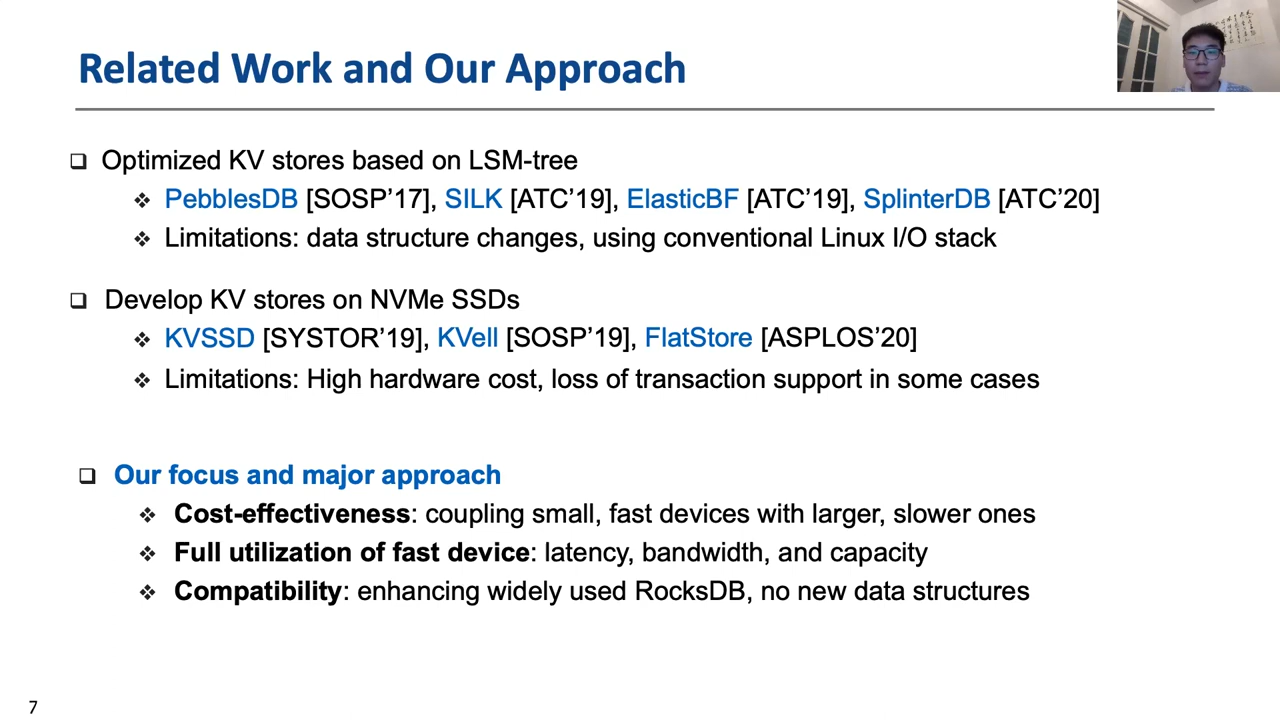 Related Work and Our Approach
❑ Optimized KV stores based on LSM-tree
❖ PebblesDB [SOSP’17], SILK [ATC’19], ElasticBF [ATC’19], SplinterDB [ATC’20]
❖ Limitations: data structure changes, using conventional Linux I/O stack
❑ Develop KV stores on NVMe SSDs
❖ KVSSD [SYSTOR’19], KVell [SOSP’19], FlatStore [ASPLOS’20]
❖ Limitations: High hardware cost, loss of transaction support in some cases
❑ Our focus and major approach
❖ Cost-effectiveness: coupling small, fast devices with larger, slower ones
❖ Full utilization of fast device: latency, bandwidth, and capacity
❖ Compatibility: enhancing widely used RocksDB, no new data structures
7